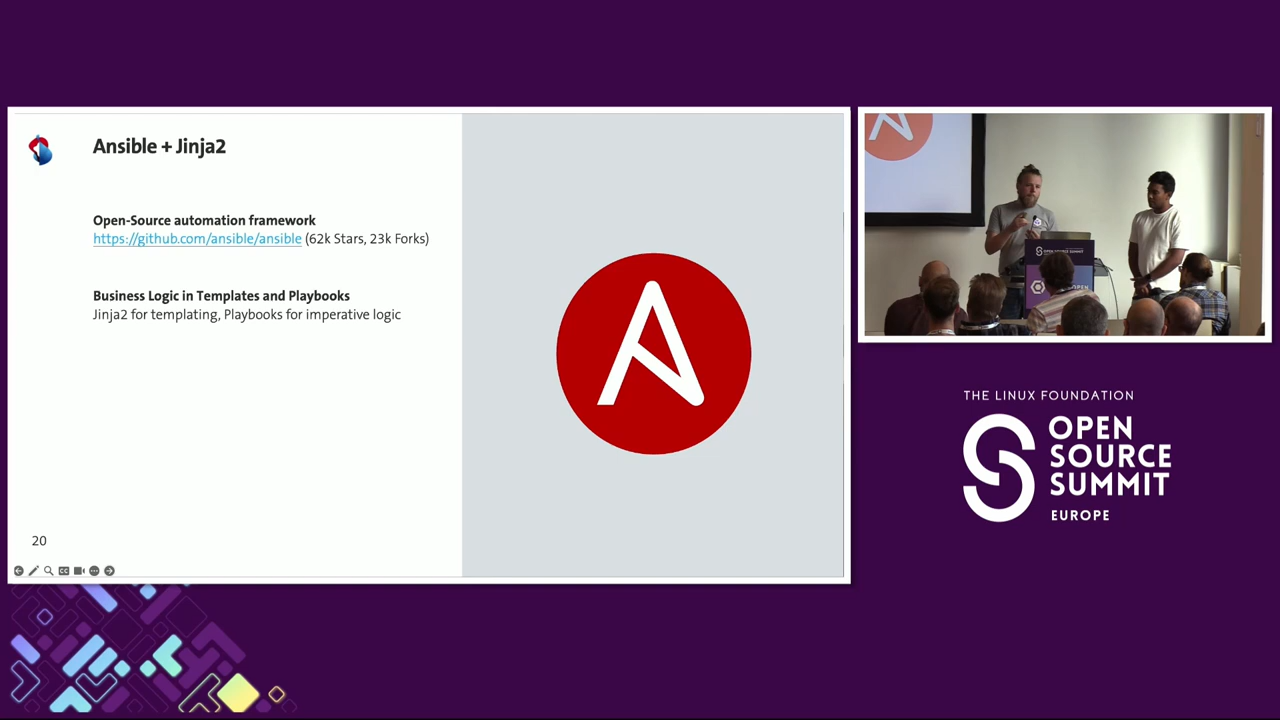 Ansible + Jinja2
Open-Source automation framework
https://github.com/ansible/ansible (62k Stars, 23k Forks)
Business Logic in Templates and Playbooks
Jinja2 for templating, Playbooks for imperative logic
20
THE LINUX FOUNDATION
OPEN
SOURCE
SUMMIT
EUROPE